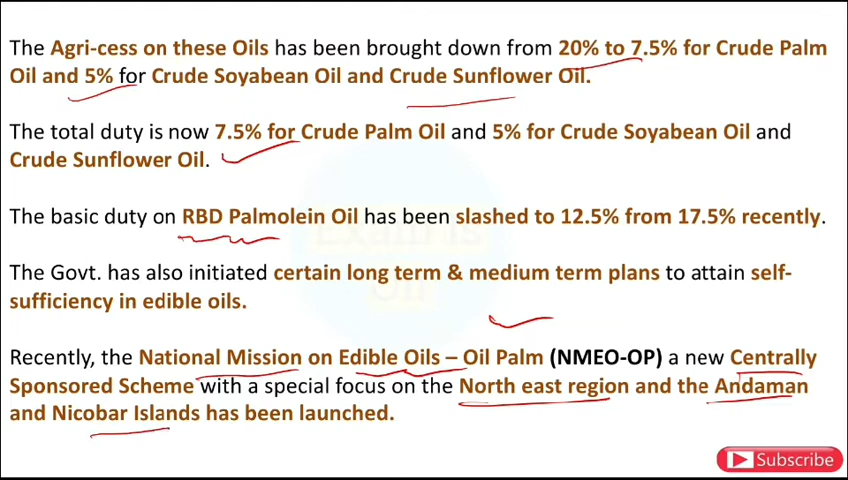 The Agri-cess on these Oils has been brought down from 20% to 7.5% for Crude Palm
Oil and 5% for Crude Soyabean Oil and Crude Sunflower Oil.
The total duty is now 7.5% for Crude Palm Oil and 5% for Crude Soyabean Oil and
Crude Sunflower Oil.
The basic duty on RBD Palmolein Oil has been slashed to 12.5% from 17.5% recently.
The Govt. has also initiated certain long term & medium term plans to attain self-
sufficiency in edible oils.
Recently, the National Mission on Edible Oils – Oil Palm (NMEO-OP) a new Centrally
Sponsored Scheme with a special focus on the North east region and the Andaman
and Nicobar Islands has been launched.
Subscribe